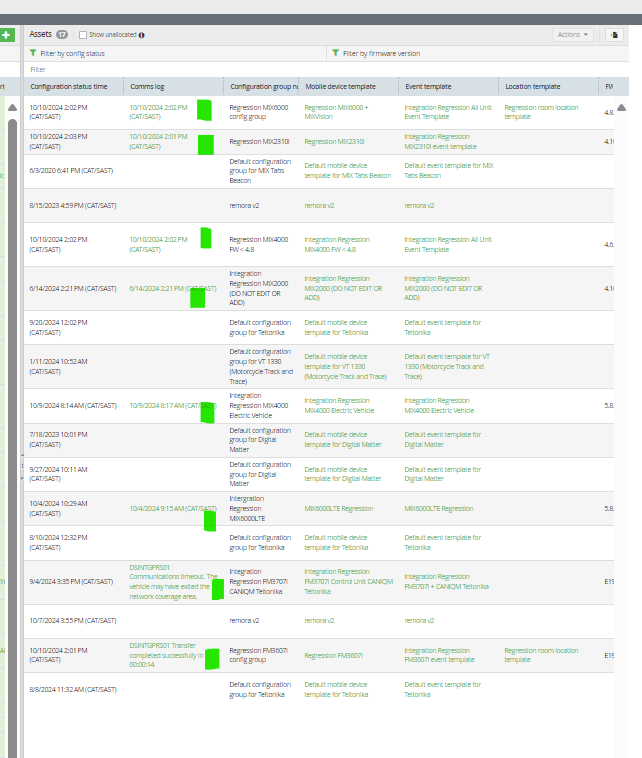 Assets 17 Show unallocated Actions
Filter by config status Filter by firmware version
Filter
Configuration status time Comms log Configuration group Mobile device template Event template Location template FW
10/10/2024 2:02 PM (CAT/SAST) 10/10/2024 2:02 PM (CAT/SAST) Regression MIX6000 config group Regression MIX6000 + MIXVision Integration Regression All Unit Event Template Regression room location template 4.8.
10/10/2024 2:03 PM (CAT/SAST) 10/10/2024 2:01 PM (CAT/SAST) Regression MIX2310i Regression MIX2310i Integration Regression MIX2310i event template 4.1
6/3/2020 6:41 PM (CAT/SAST) Default configuration group for MIX Tabs Beacon Default mobile device template for MIX Tabs Beacon Default event template for MIX Tabs Beacon
8/15/2023 4:59 PM (CAT/SAST) remora v2 remora v2 remora v2
10/10/2024 2:02 PM (CAT/SAST) 10/10/2024 2:02 PM (CAT/SAST) Regression MIX4000 FW < 4.8 Integration Regression MIX4000 FW < 4.8 Integration Regression All Unit Event Template 4.6.
6/14/2024 2:21 PM (CAT/SAST) 6/14/2024 2:21 PM (CAT/SAST) Integration Regression MIX2000 (DO NOT EDIT OR ADD) Integration Regression MIX2000 (DO NOT EDIT OR ADD) Integration Regression MIX2000 (DO NOT EDIT OR ADD) 4.1
9/20/2024 12:02 PM (CAT/SAST) Default configuration group for Teltonika Default mobile device template for Teltonika Default event template for Teltonika
1/11/2024 10:52 AM (CAT/SAST) Default configuration group for VT 1330 (Motorcycle Track and Trace) Default mobile device template for VT 1330 (Motorcycle Track and Trace) Default event template for VT 1330 (Motorcycle Track and Trace)
10/9/2024 8:14 AM (CAT/SAST) 10/9/2024 8:17 AM (CAT/SAST) Integration Regression MIX4000 Electric Vehicle Integration Regression MIX4000 Electric Vehicle Integration Regression MIX4000 Electric Vehicle 5.8.
7/18/2023 10:01 PM (CAT/SAST) Default configuration group for Digital Matter Default mobile device template for Digital Matter Default event template for Digital Matter
9/27/2024 10:11 AM (CAT/SAST) Default configuration group for Digital Matter Default mobile device template for Digital Matter Default event template for Digital Matter
10/4/2024 10:29 AM (CAT/SAST) 10/4/2024 9:15 AM (CAT/SAST) Intergration Regression MIX6000LTE MIX6000LTE Regression MIX6000LTE Regression 5.8.
8/10/2024 12:32 PM (CAT/SAST) Default configuration group for Teltonika Default mobile device template for Teltonika Default event template for Teltonika
9/4/2024 3:35 PM (CAT/SAST) DSINTGPRS01 Communications timeout. The vehicle may have exited the network coverage area. Integration Regression FM3707i CANIQM Teltonika Integration Regression FM3707i Control Unit CANIQM Teltonika Integration Regression FM3707i + CANIQM Teltonika E19
10/7/2024 3:55 PM (CAT/SAST) remora v2 remora v2 remora v2
10/10/2024 2:01 PM (CAT/SAST) DSINTGPRS01 Transfer completed successfully in 00:00:14 Regression FM3607i config group Regression FM3607i Integration Regression FM3607i event template Regression room location template E19
8/8/2024 11:32 AM (CAT/SAST) Default configuration group for Teltonika Default mobile device template for Teltonika Default event template for Teltonika